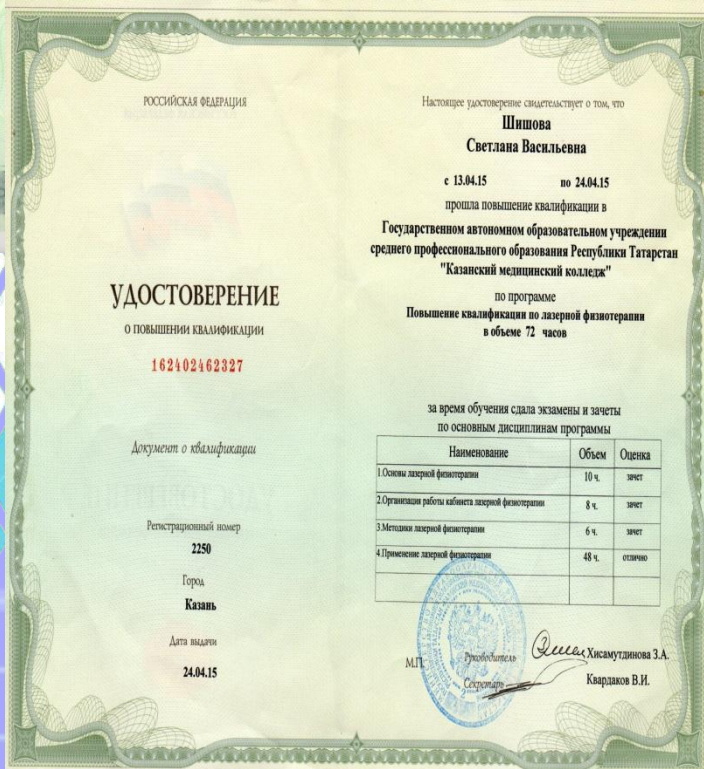 РОССИЙСКАЯ ФЕДЕРАЦИЯ
УДОСТОВЕРЕНИЕ
О ПОВЫШЕНИИ КВАЛИФИКАЦИИ
162402462327
Документ о квалификации
Регистрационный номер
2250
Город
Казань
Дата выдачи
24.04.15
Настоящее удостоверение свидетельствует о том, что
Шишова
Светлана Васильевна
с 13.04.15 по 24.04.15
прошла повышение квалификации в
Государственном автономном образовательном учреждении
среднего профессионального образования Республики Татарстан
"Казанский медицинский колледж"
по программе
Повышение квалификации по лазерной физиотерапии
в объеме 72 часов
за время обучения сдала экзамены и зачеты
по основным дисциплинам программы
Наименование Объем Оценка
1.Основы лазерной физиотерапии 10 ч. зачет
2.Организация работы кабинета лазерной физиотерапии 8 ч. зачет
3.Методики лазерной физиотерапии 6 ч. зачет
4.Применение лазерной физиотерапии 48 ч. отлично
М.П. Руководитель Хисамутдинова З.А.
Секретарь Квардаков В.И.